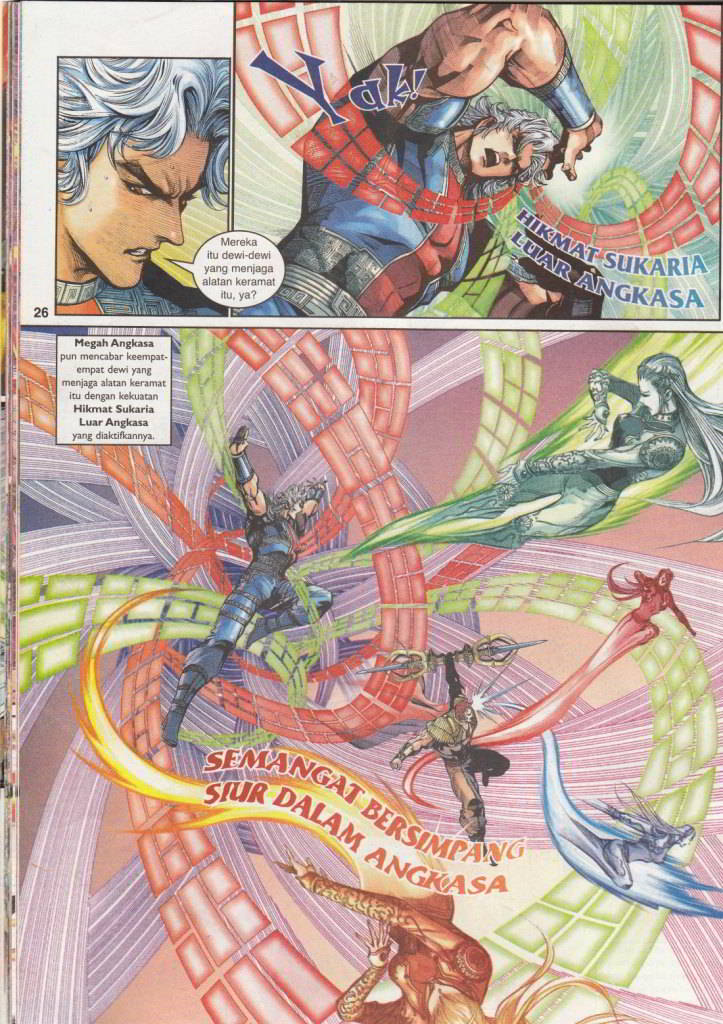 Yak!
Mereka
itu dewi-dewi
yang menjaga
alatan keramat
itu, ya?
HIKMAT SUKARIA
LUAR ANGKASA
26
Megah Angkasa
pun mencabar keempat-
empat dewi yang
menjaga alatan keramat
itu dengan kekuatan
Hikmat Sukaria
Luar Angkasa
yang diaktifkannya.
SEMANGAT BERSIMPANG
SIUR DALAM ANGKASA